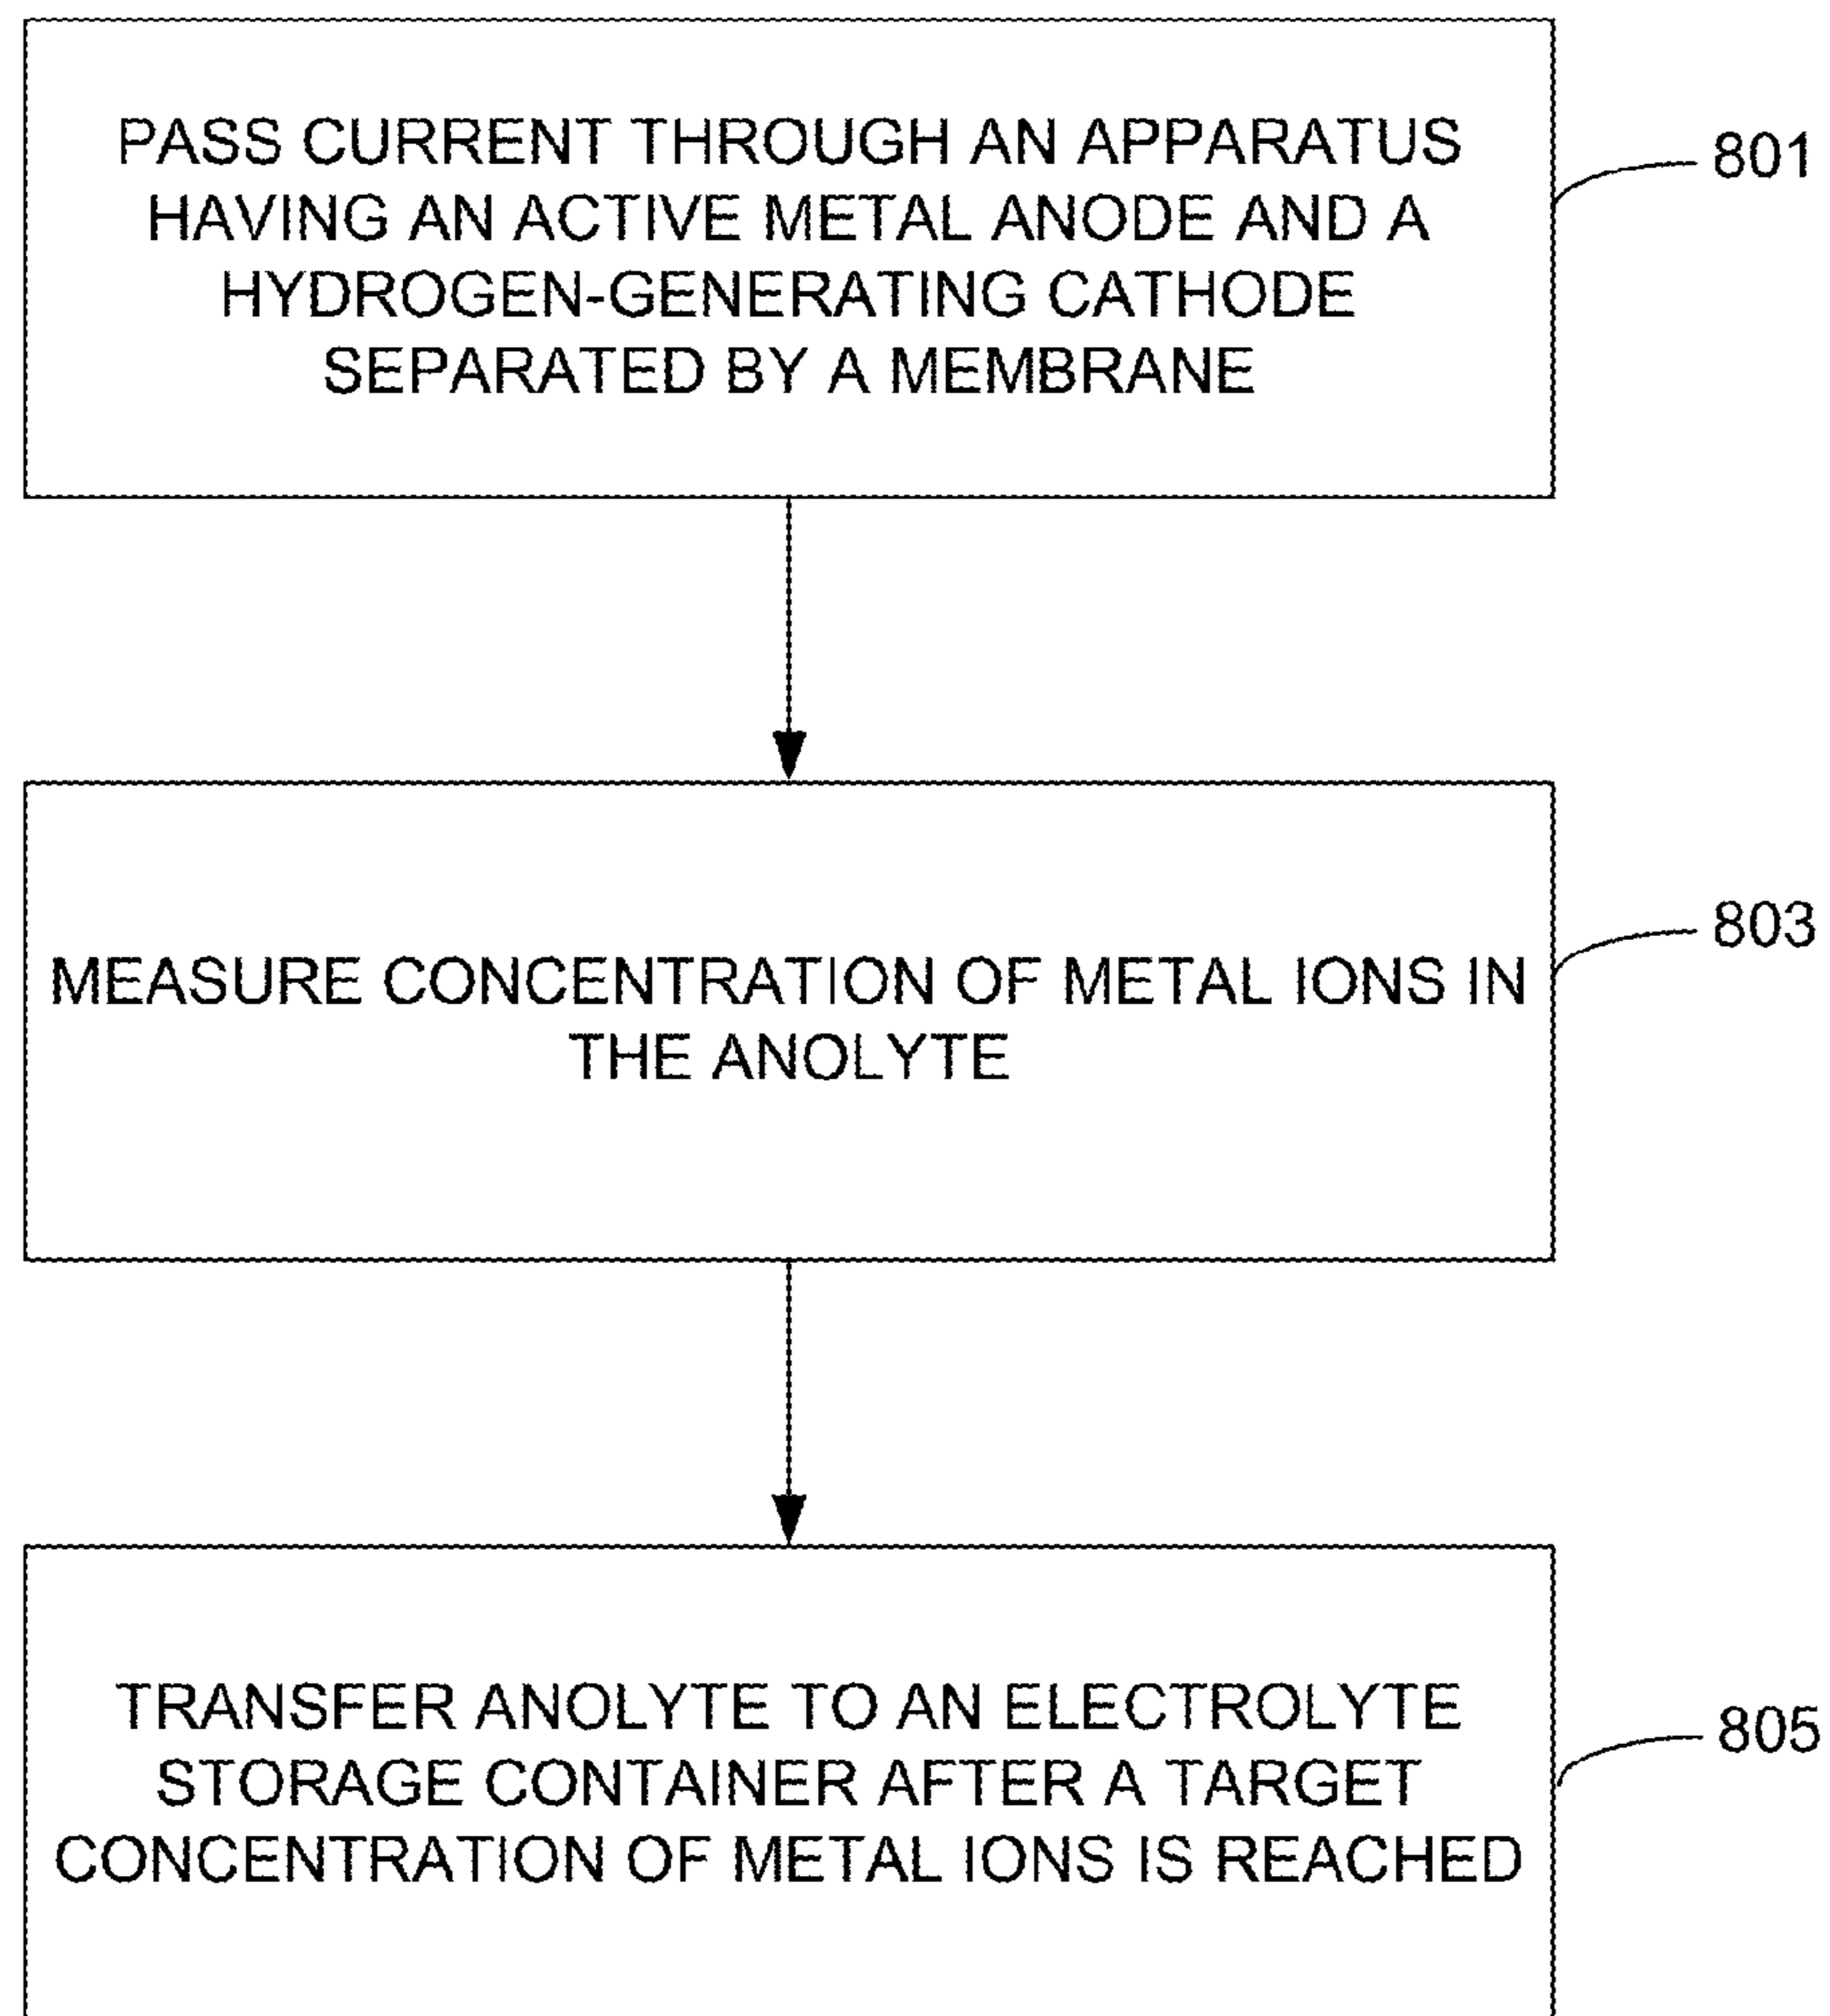 PASS CURRENT THROUGH AN APPARATUS
HAVING AN ACTIVE METAL ANODE AND A
HYDROGEN-GENERATING CATHODE
SEPARATED BY A MEMBRANE
801
MEASURE CONCENTRATION OF METAL IONS IN
THE ANOLYTE
803
TRANSFER ANOLYTE TO AN ELECTROLYTE
STORAGE CONTAINER AFTER A TARGET
CONCENTRATION OF METAL IONS IS REACHED
805